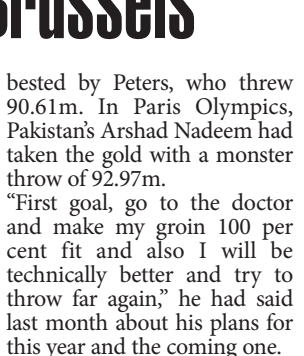 Brussels
bested by Peters, who threw
90.61m. In Paris Olympics,
Pakistan's Arshad Nadeem had
taken the gold with a monster
throw of 92.97m.
“First goal, go to the doctor
and make my groin 100 per
cent fit and also I will be
technically better and try to
throw far again,” he had said
last month about his plans for
this year and the coming one.